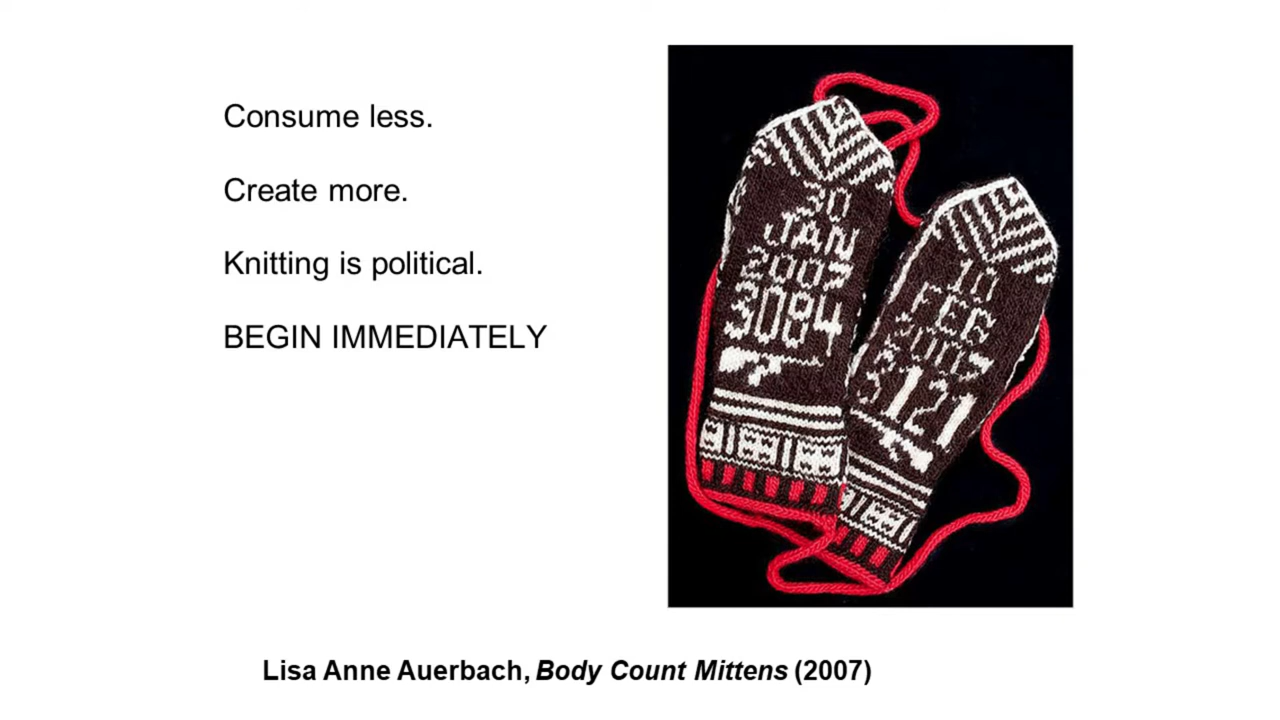 Consume less.
Create more.
Knitting is political.
BEGIN IMMEDIATELY
20
JAN
2007
3084
10
FEB
2007
3121
Lisa Anne Auerbach, Body Count Mittens (2007)